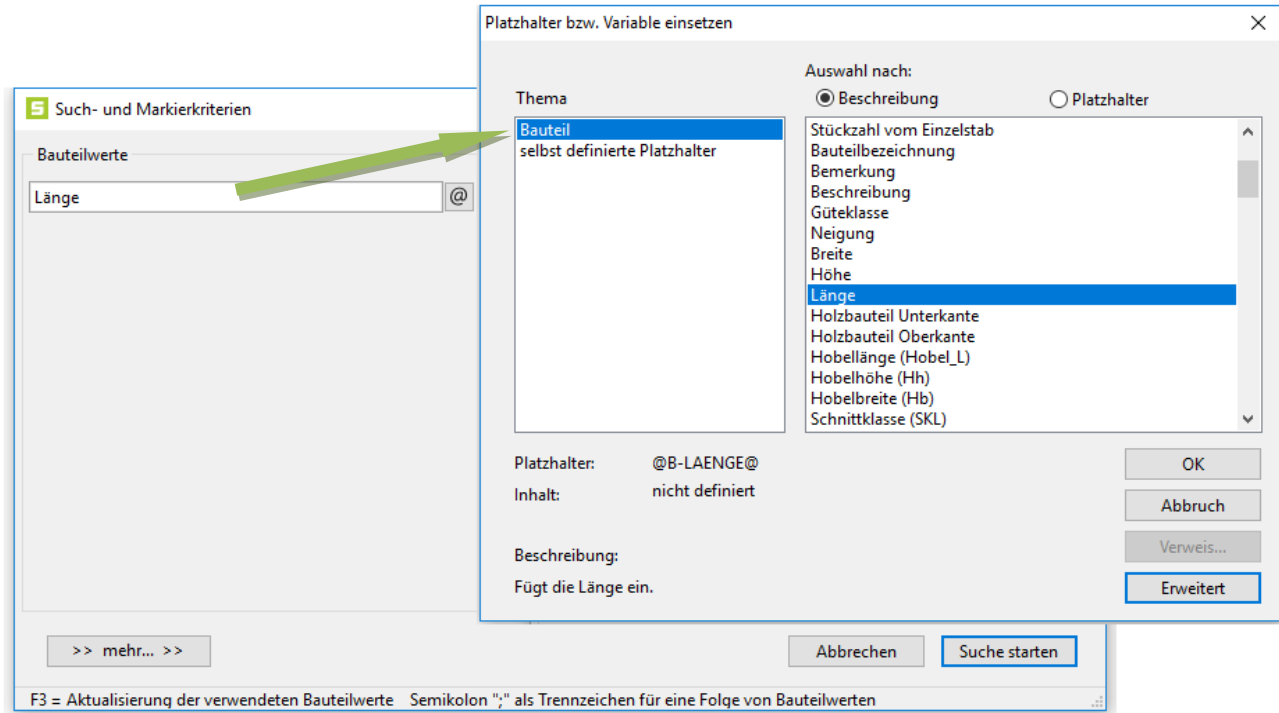 Platzhalter bzw. Variable einsetzen
Auswahl nach:
Thema
Beschreibung
Platzhalter
Bauteil
selbst definierte Platzhalter
Stückzahl vom Einzelstab
Bauteilbezeichnung
Bemerkung
Beschreibung
Güteklasse
Neigung
Breite
Höhe
Länge
Holzbauteil Unterkante
Holzbauteil Oberkante
Hobellänge (Hobel_L)
Hobelhöhe (Hh)
Hobelbreite (Hb)
Schnittklasse (SKL)
Platzhalter: @B-LAENGE@
Inhalt: nicht definiert
Beschreibung:
Fügt die Länge ein.
OK
Abbruch
Verweis...
Erweitert
S Such- und Markierkriterien
Bauteilwerte
Länge @
>> mehr... >>
Abbrechen
Suche starten
F3 = Aktualisierung der verwendeten Bauteilwerte Semikolon ";" als Trennzeichen für eine Folge von Bauteilwerten